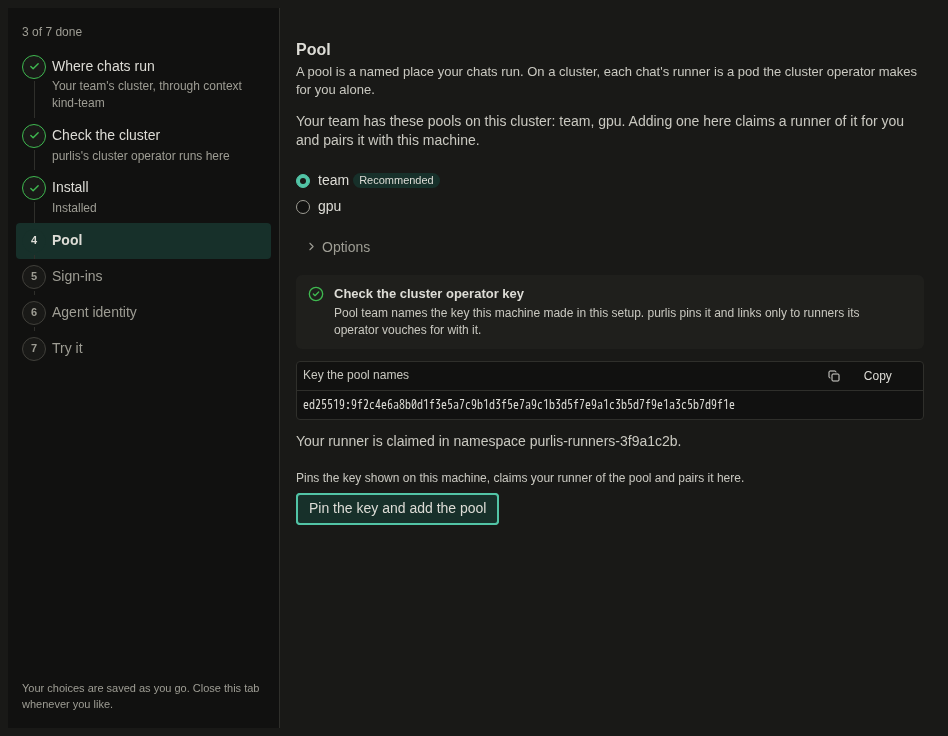 3 of 7 done
Where chats run
Your team's cluster, through context
kind-team
Check the cluster
purlis's cluster operator runs here
Install
Installed
4 Pool
5 Sign-ins
6 Agent identity
7 Try it
Your choices are saved as you go. Close this tab
whenever you like.
Pool
A pool is a named place your chats run. On a cluster, each chat's runner is a pod the cluster operator makes
for you alone.
Your team has these pools on this cluster: team, gpu. Adding one here claims a runner of it for you
and pairs it with this machine.
team Recommended
gpu
Options
Check the cluster operator key
Pool team names the key this machine made in this setup. purlis pins it and links only to runners its
operator vouches for with it.
Key the pool names Copy
ed25519:9f2c4e6a8b0d1f3e5a7c9b1d3f5e7a9c1b3d5f7e9a1c3b5d7f9e1a3c5b7d9f1e
Your runner is claimed in namespace purlis-runners-3f9a1c2b.
Pins the key shown on this machine, claims your runner of the pool and pairs it here.
Pin the key and add the pool